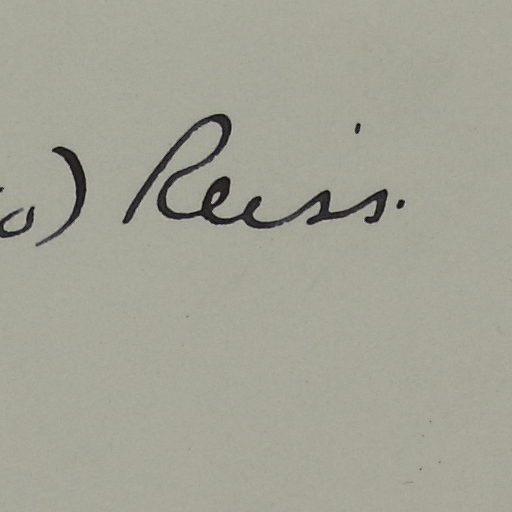 o) Reiss.